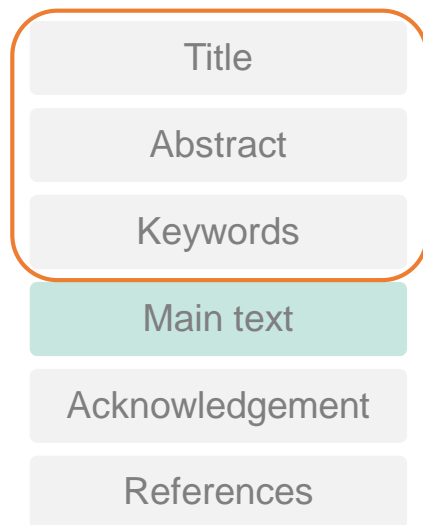 Title
Abstract
Keywords
Main text
Acknowledgement
References